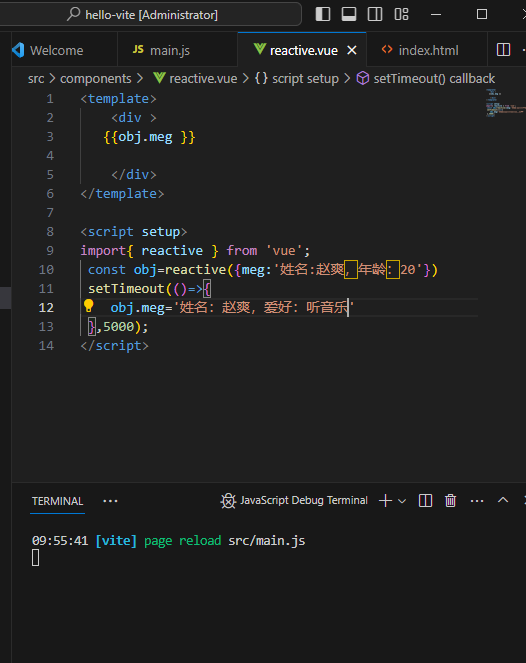 hello-vite [Administrator]
Welcome JS main.js reactive.vue index.html
src > components > reactive.vue > {} script setup > setTimeout() callback
1 <template>
2 <div >
3 {{obj.meg }}
4
5 </div>
6 </template>
7
8 <script setup>
9 import{ reactive } from 'vue';
10 const obj=reactive({meg:'姓名:赵爽，年龄：20'})
11 setTimeout(()=>{
12 obj.meg='姓名：赵爽，爱好：听音乐'
13 },5000);
14 </script>
TERMINAL ... JavaScript Debug Terminal
09:55:41 [vite] page reload src/main.js